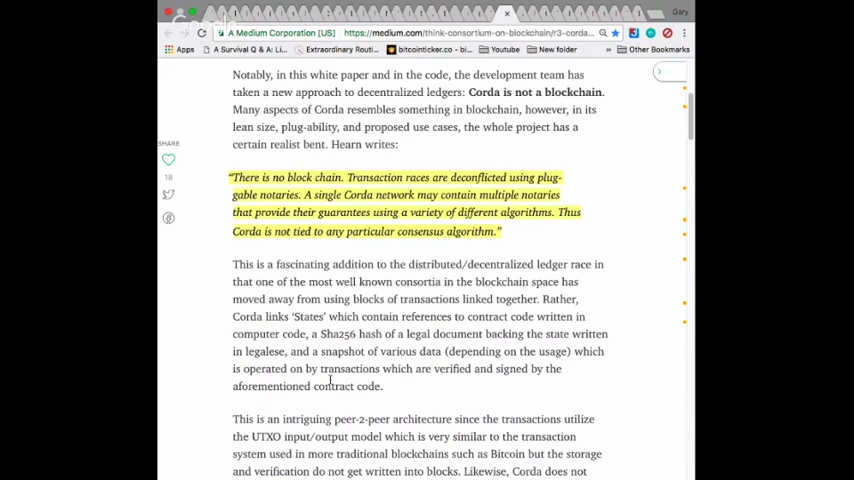 Google
Gary
A Medium Corporation [US]
https://medium.com/think-consortium-on-blockchain/r3-corda...
Apps
A Survival Q & A: Li...
Extraordinary Routi...
bitcointicker.co - bi...
Youtube
New folder
»
Other Bookmarks
Notably, in this white paper and in the code, the development team has
taken a new approach to decentralized ledgers: Corda is not a blockchain.
Many aspects of Corda resembles something in blockchain, however, in its
lean size, plug-ability, and proposed use cases, the whole project has a
certain realist bent. Hearn writes:
SHARE
18
“There is no block chain. Transaction races are deconflicted using plug-
gable notaries. A single Corda network may contain multiple notaries
that provide their guarantees using a variety of different algorithms. Thus
Corda is not tied to any particular consensus algorithm.”
This is a fascinating addition to the distributed/decentralized ledger race in
that one of the most well known consortia in the blockchain space has
moved away from using blocks of transactions linked together. Rather,
Corda links ‘States’ which contain references to contract code written in
computer code, a Sha256 hash of a legal document backing the state written
in legalese, and a snapshot of various data (depending on the usage) which
is operated on by transactions which are verified and signed by the
aforementioned contract code.
This is an intriguing peer-2-peer architecture since the transactions utilize
the UTXO input/output model which is very similar to the transaction
system used in more traditional blockchains such as Bitcoin but the storage
and verification do not get written into blocks. Likewise, Corda does not